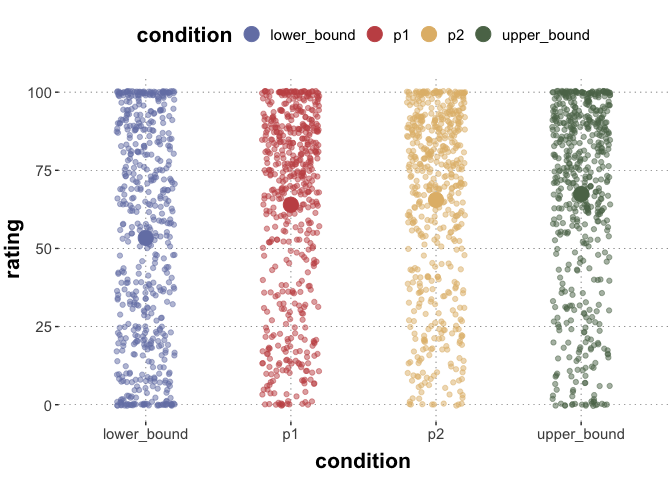 condition lower_bound p1 p2 upper_bound
100
75
50
25
0
rating
lower_bound p1 p2 upper_bound
condition